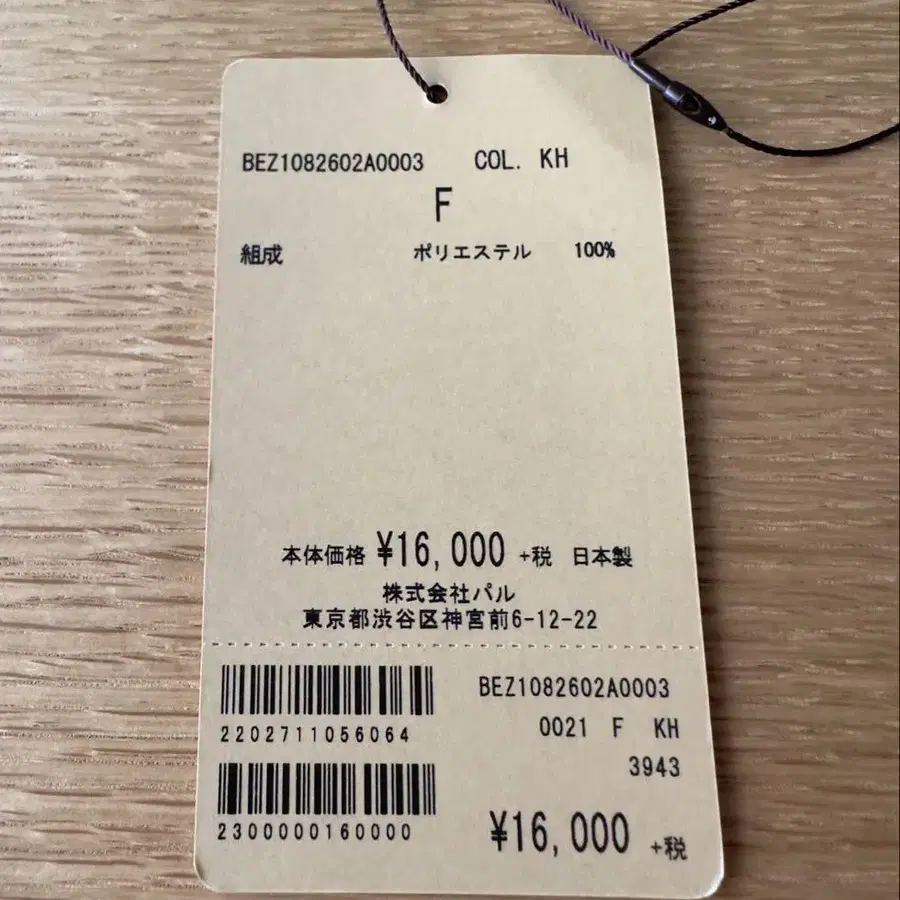 BEZ1082602A0003 COL. KH
F
組成 ポリエステル 100%
本体価格 ¥16,000 +税 日本製
株式会社パル
東京都渋谷区神宮前6-12-22
BEZ1082602A0003
2202711056064
0021 F KH
3943
2300000160000
¥16,000 +税